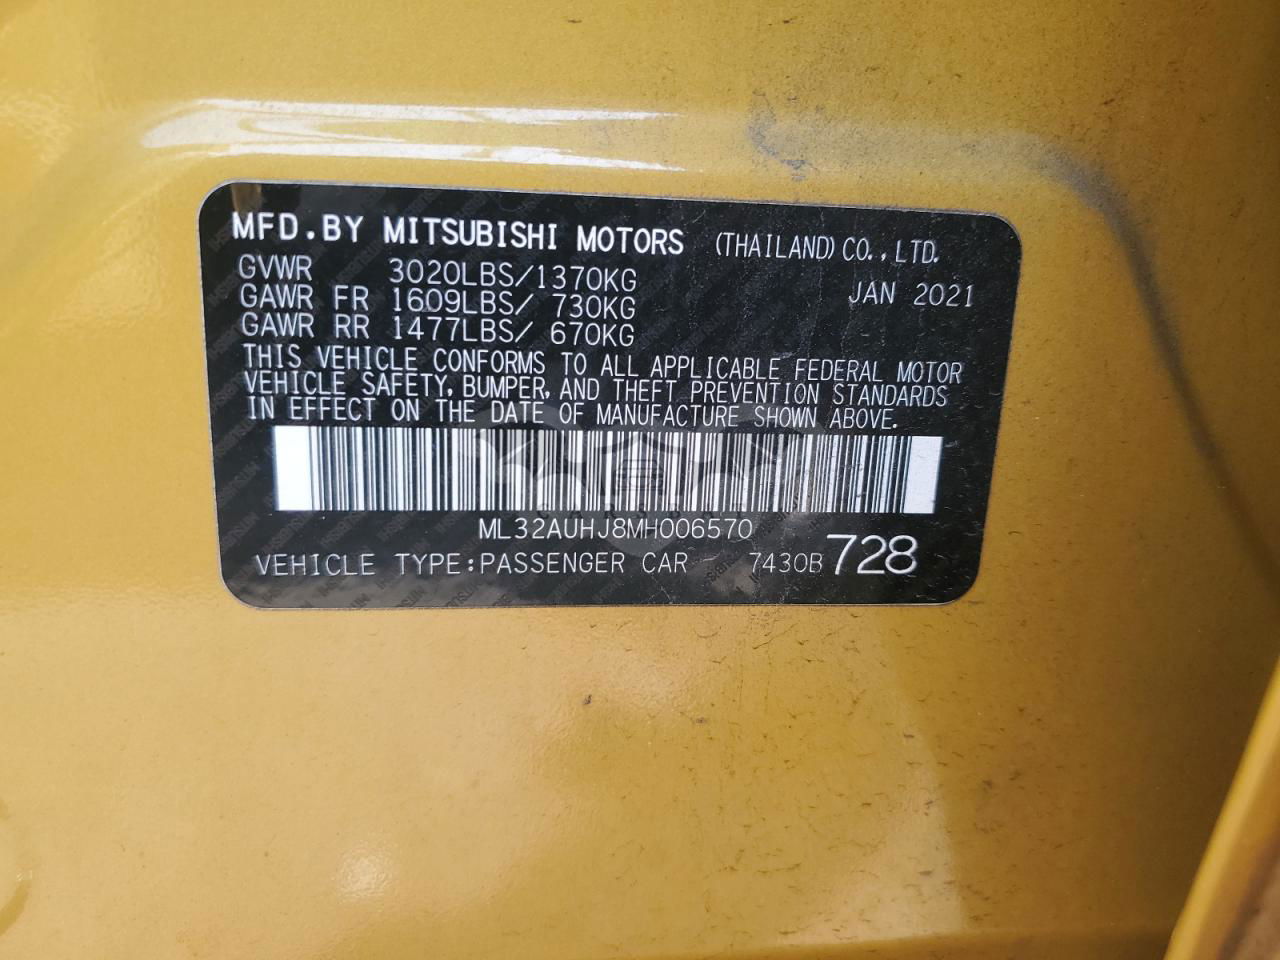 MFD.BY MITSUBISHI MOTORS (THAILAND) CO.,LTD.
GVWR 3020LBS/1370KG JAN 2021
GAWR FR 1609LBS/ 730KG
GAWR RR 1477LBS/ 670KG
THIS VEHICLE CONFORMS TO ALL APPLICABLE FEDERAL MOTOR
VEHICLE SAFETY, BUMPER, AND THEFT PREVENTION STANDARDS
IN EFFECT ON THE DATE OF MANUFACTURE SHOWN ABOVE.
ML32AUHJ8MH006570
VEHICLE TYPE:PASSENGER CAR 7430B 728